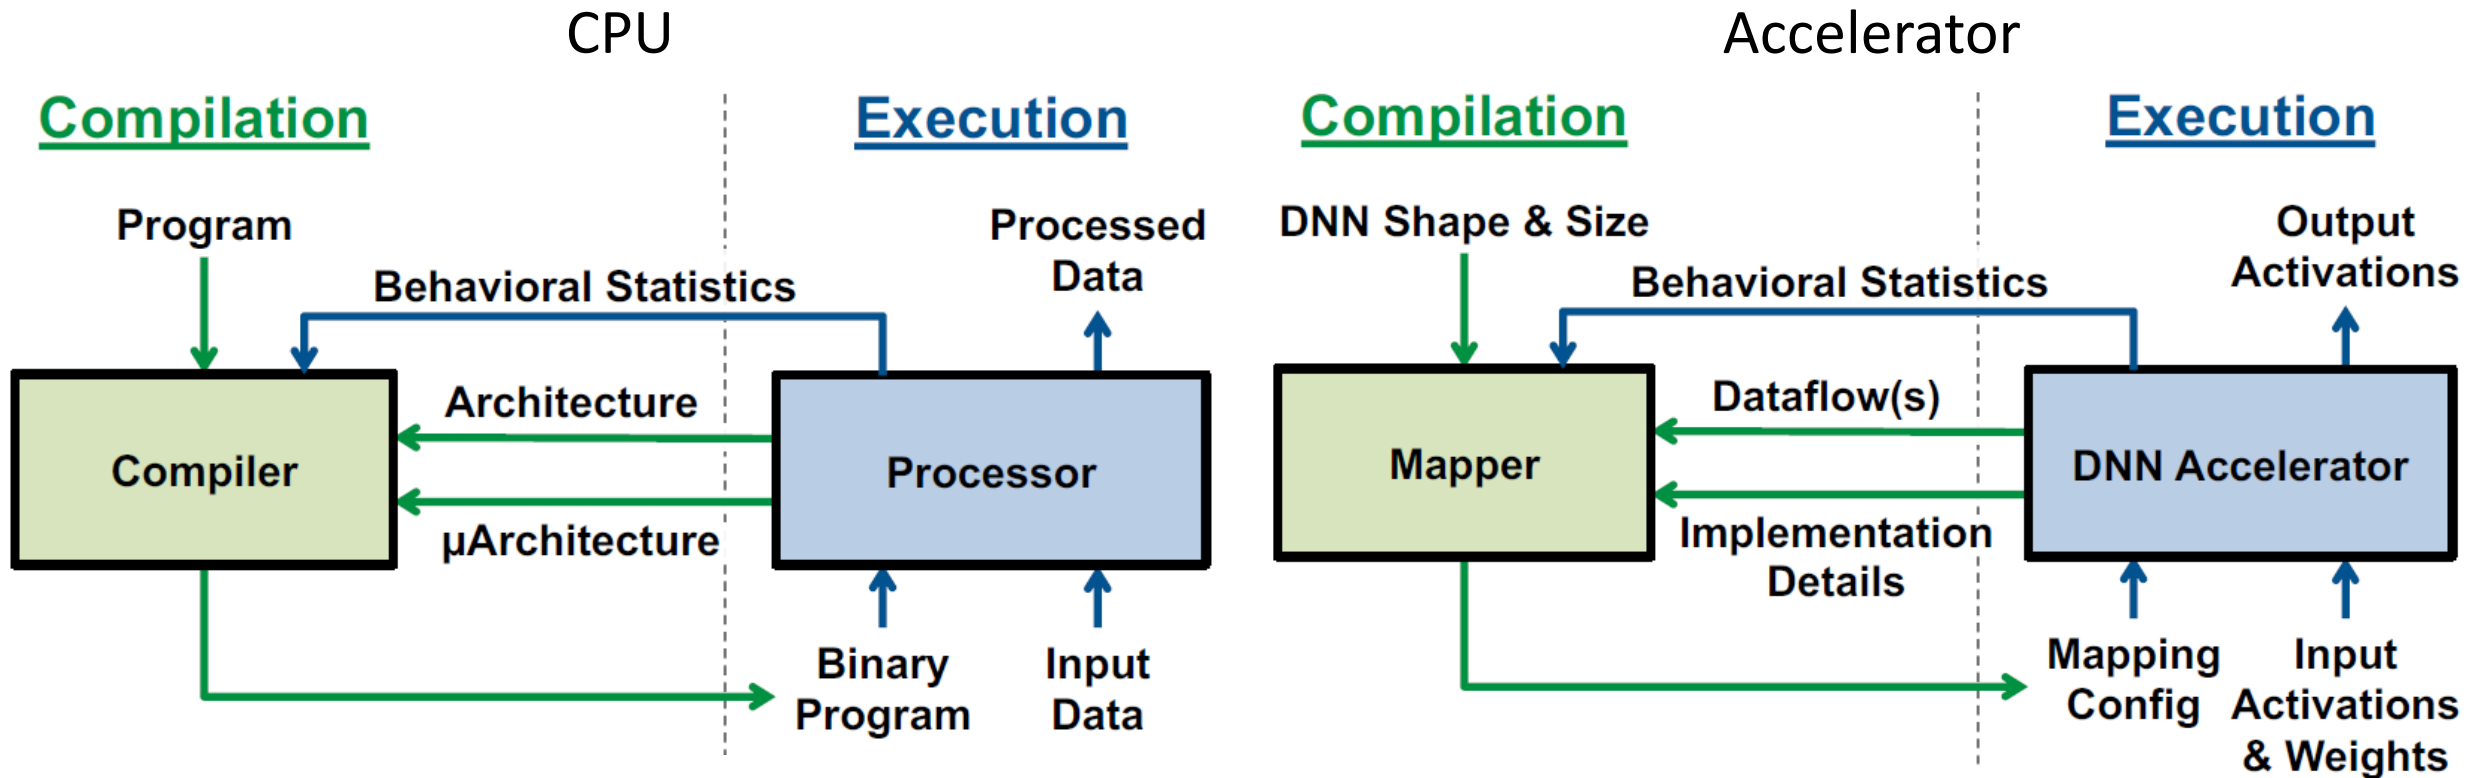 CPU
Compilation
Execution
Program
Processed
Data
Behavioral Statistics
Architecture
Compiler
Processor
µArchitecture
Binary
Program
Input
Data
Accelerator
Compilation
Execution
DNN Shape & Size
Output
Activations
Behavioral Statistics
Dataflow(s)
Mapper
DNN Accelerator
Implementation
Details
Mapping
Config
Input
Activations
& Weights